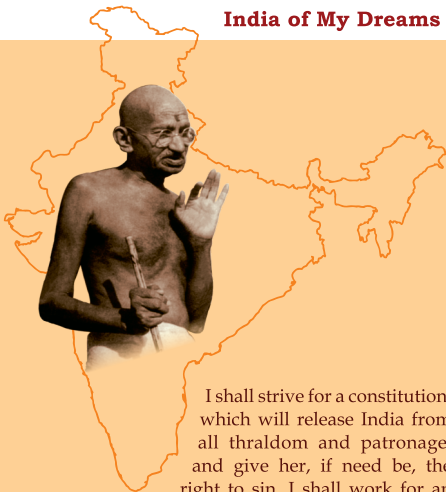 India of My Dreams
I shall strive for a constitution,
which will release India from
all thraldom and patronage,
and give her, if need be, the
right to sin. I shall work for an